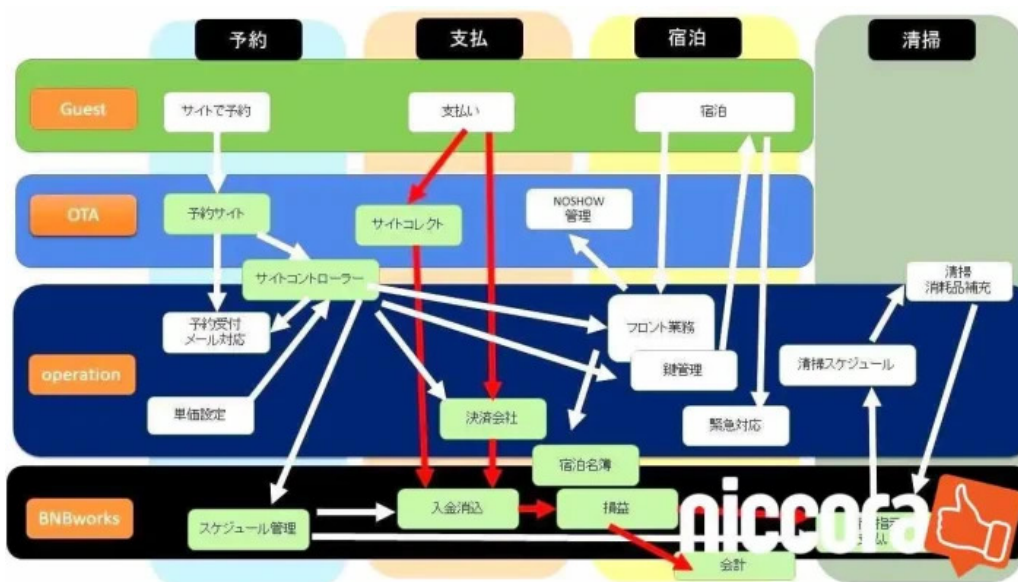 予約
支払
宿泊
清掃
Guest
サイトで予約
支払い
宿泊
OTA
予約サイト
サイトコレクト
NOSHOW
管理
サイトコントローラー
清掃
消耗品補充
operation
予約受付
メール対応
フロント業務
鍵管理
清掃スケジュール
単価設定
決済会社
緊急対応
宿泊名簿
BNBworks
スケジュール管理
入金消込
損益
niccora
会計